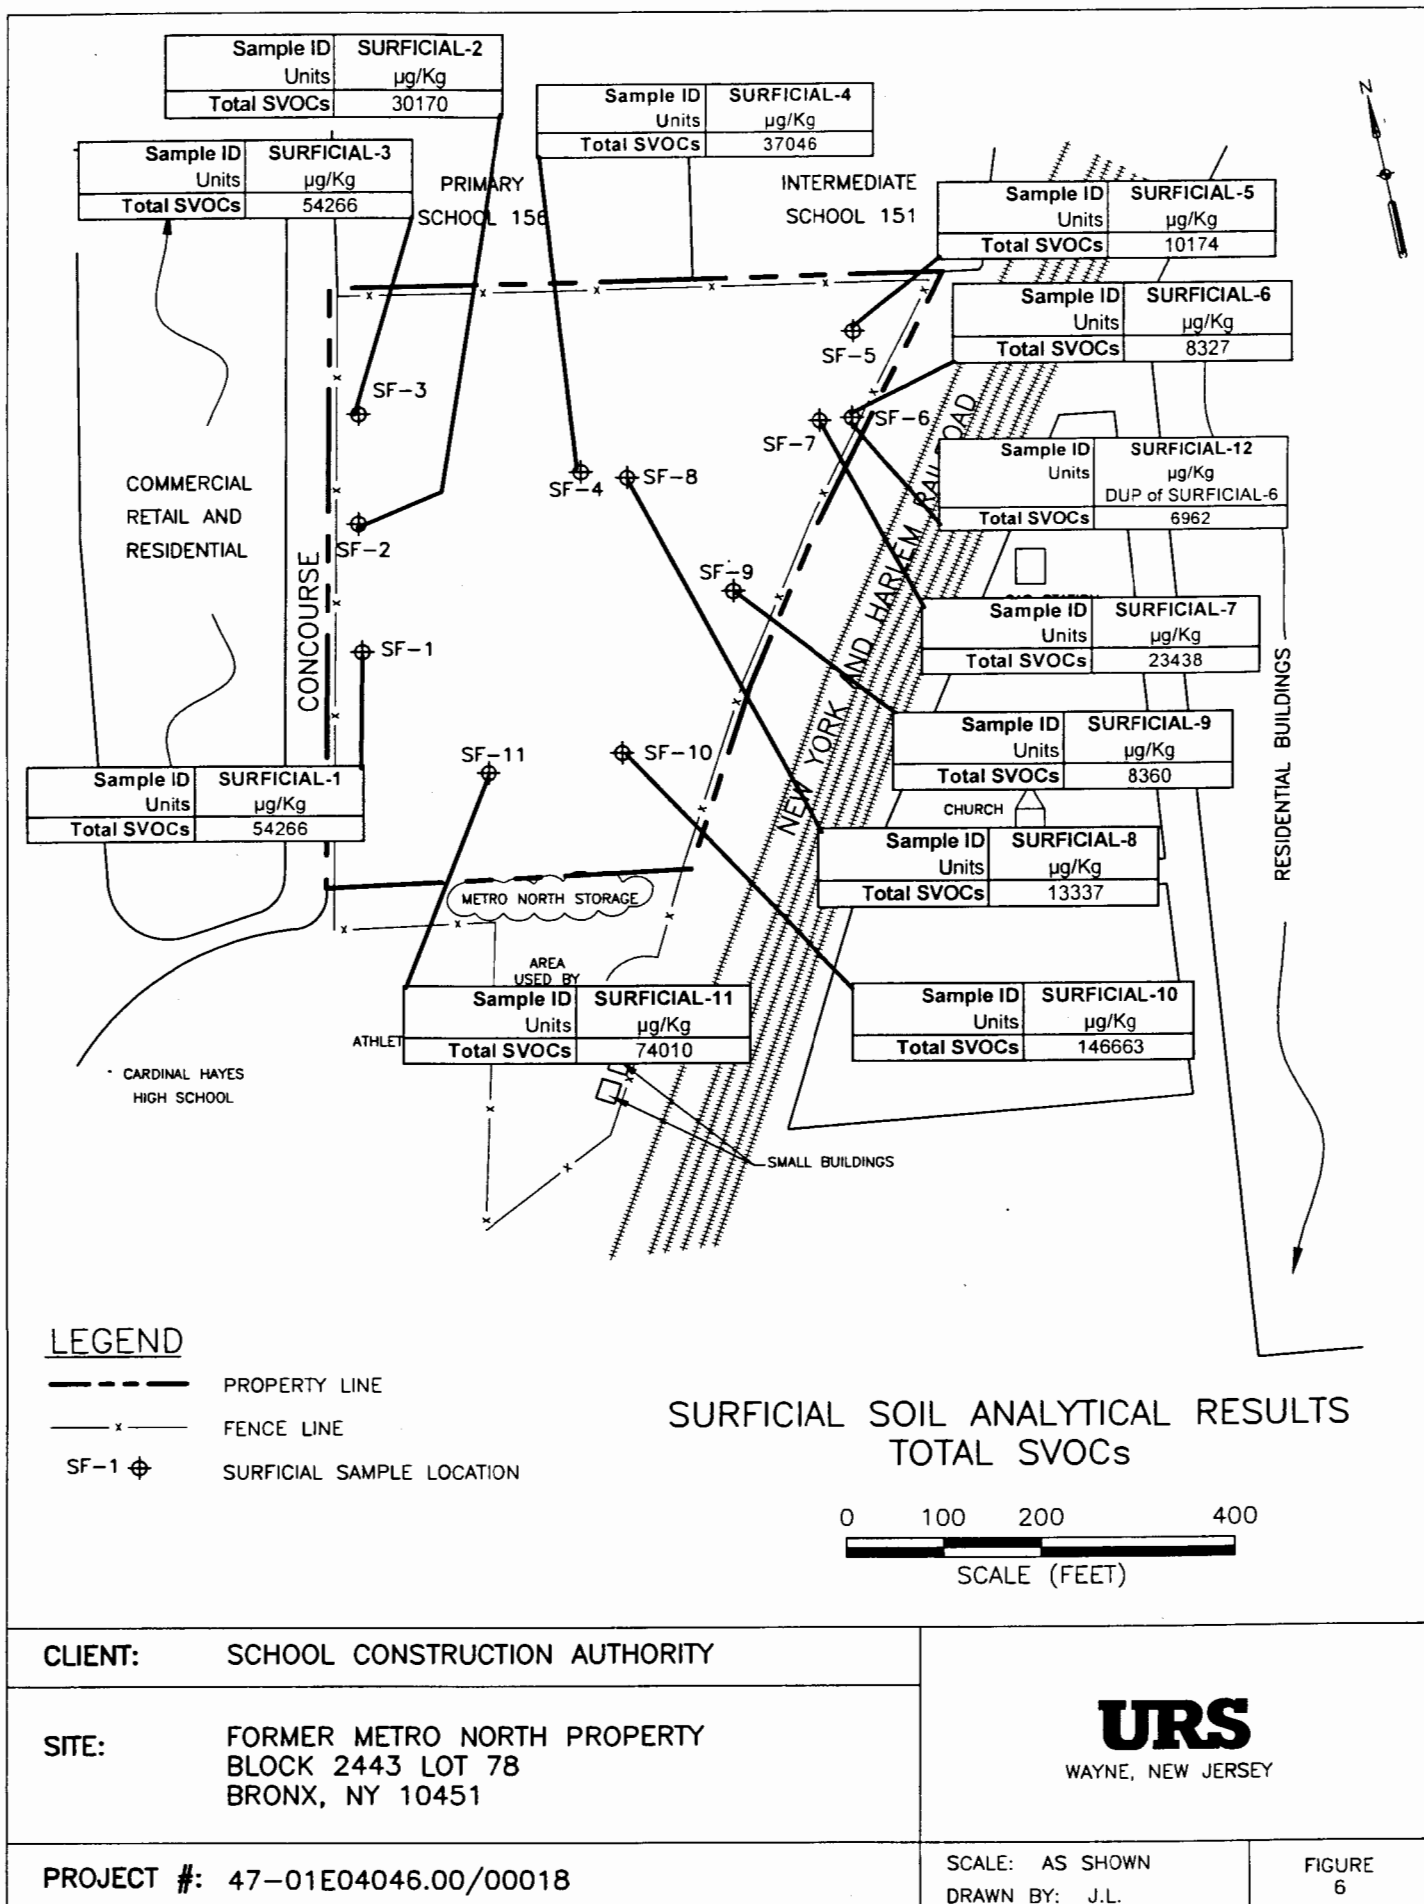 Sample ID SURFICIAL-2
Units µg/Kg
Total SVOCs 30170
Sample ID SURFICIAL-4
Units µg/Kg
Total SVOCs 37046
N
Sample ID SURFICIAL-3
Units µg/Kg
Total SVOCs 54266
PRIMARY
SCHOOL 156
INTERMEDIATE
SCHOOL 151
Sample ID SURFICIAL-5
Units µg/Kg
Total SVOCs 10174
Sample ID SURFICIAL-6
Units µg/Kg
Total SVOCs 8327
SF-5
SF-3
SF-6
SF-7
Sample ID SURFICIAL-12
Units µg/Kg
DUP of SURFICIAL-6
Total SVOCs 6962
SF-4
SF-8
COMMERCIAL
RETAIL AND
RESIDENTIAL
SF-2
CONCOURSE
SF-9
NEW YORK AND HARLEM RAILROAD
Sample ID SURFICIAL-7
Units µg/Kg
Total SVOCs 23438
SF-1
RESIDENTIAL BUILDINGS
Sample ID SURFICIAL-9
Units µg/Kg
Total SVOCs 8360
SF-11
SF-10
Sample ID SURFICIAL-1
Units µg/Kg
Total SVOCs 54266
CHURCH
Sample ID SURFICIAL-8
Units µg/Kg
Total SVOCs 13337
METRO NORTH STORAGE
AREA
USED BY
Sample ID SURFICIAL-11
Units µg/Kg
Total SVOCs 74010
ATHLET
Sample ID SURFICIAL-10
Units µg/Kg
Total SVOCs 146663
CARDINAL HAYES
HIGH SCHOOL
SMALL BUILDINGS
LEGEND
PROPERTY LINE
x FENCE LINE
SF-1 SURFICIAL SAMPLE LOCATION
SURFICIAL SOIL ANALYTICAL RESULTS
TOTAL SVOCs
0 100 200 400
SCALE (FEET)
CLIENT: SCHOOL CONSTRUCTION AUTHORITY
SITE: FORMER METRO NORTH PROPERTY
BLOCK 2443 LOT 78
BRONX, NY 10451
URS
WAYNE, NEW JERSEY
PROJECT #: 47-01E04046.00/00018
SCALE: AS SHOWN
DRAWN BY: J.L.
FIGURE
6